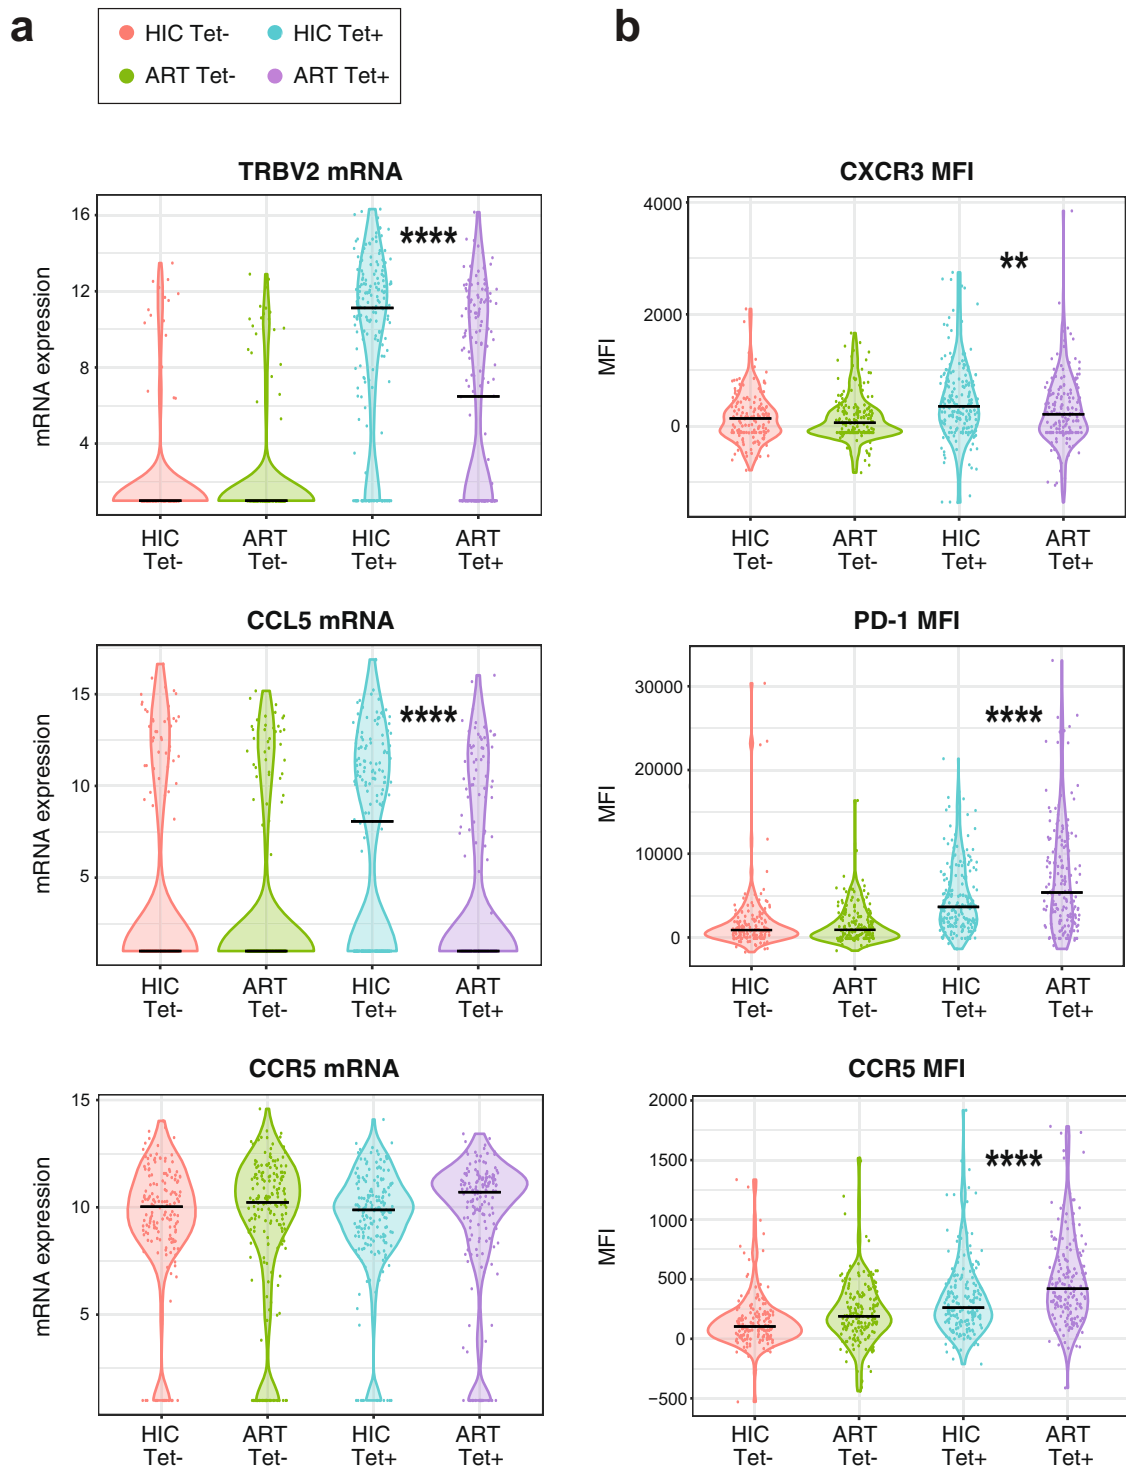 a
HIC Tet-
HIC Tet+
ART Tet-
ART Tet+
TRBV2 mRNA
mRNA expression
16
12
8
4
****
HIC
Tet-
ART
Tet-
HIC
Tet+
ART
Tet+
CCL5 mRNA
mRNA expression
15
10
5
****
HIC
Tet-
ART
Tet-
HIC
Tet+
ART
Tet+
CCR5 mRNA
mRNA expression
15
10
5
HIC
Tet-
ART
Tet-
HIC
Tet+
ART
Tet+
b
CXCR3 MFI
MFI
4000
2000
0
**
HIC
Tet-
ART
Tet-
HIC
Tet+
ART
Tet+
PD-1 MFI
MFI
30000
20000
10000
0
****
HIC
Tet-
ART
Tet-
HIC
Tet+
ART
Tet+
CCR5 MFI
MFI
2000
1500
1000
500
0
−500
****
HIC
Tet-
ART
Tet-
HIC
Tet+
ART
Tet+